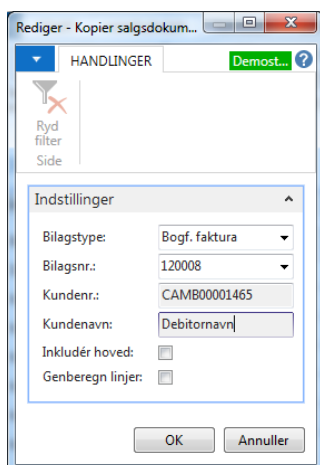 Rediger - Kopier salgsdokum...
HANDLINGER
Demost...
?
Ryd
filter
Side
Indstillinger
Bilagstype: Bogf. faktura
Bilagsnr.: 120008
Kundenr.: CAMB00001465
Kundenavn: Debitornavn
Inkludér hoved:
Genberegn linjer:
OK Annuller